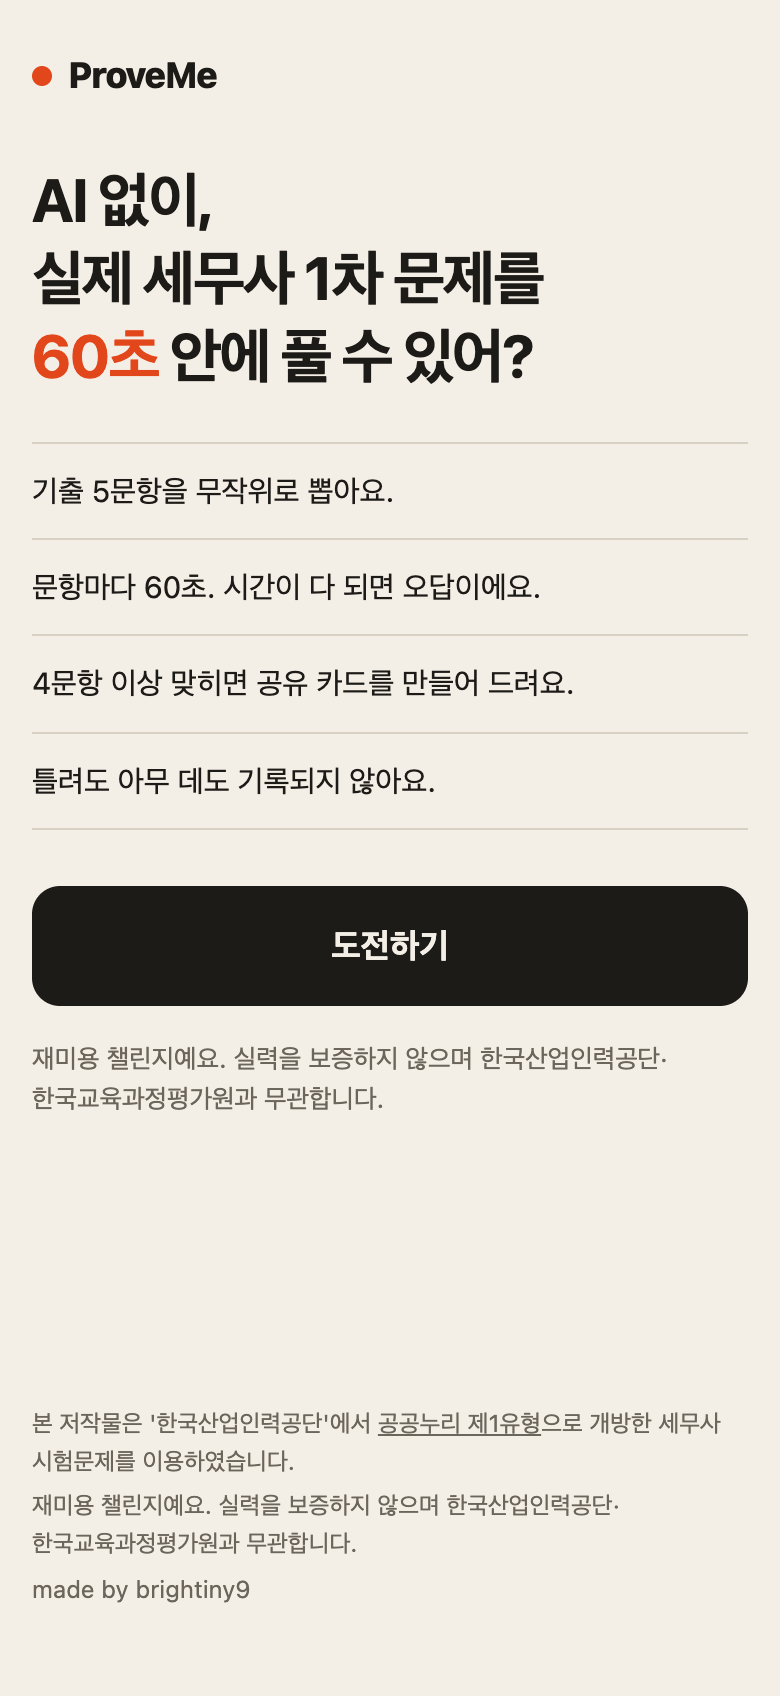 ProveMe
AI 없이,
실제 세무사 1차 문제를
60초 안에 풀 수 있어?
기출 5문항을 무작위로 뽑아요.
문항마다 60초. 시간이 다 되면 오답이에요.
4문항 이상 맞히면 공유 카드를 만들어 드려요.
틀려도 아무 데도 기록되지 않아요.
도전하기
재미용 챌린지예요. 실력을 보증하지 않으며 한국산업인력공단·
한국교육과정평가원과 무관합니다.
본 저작물은 '한국산업인력공단'에서 공공누리 제1유형으로 개방한 세무사
시험문제를 이용하였습니다.
재미용 챌린지예요. 실력을 보증하지 않으며 한국산업인력공단·
한국교육과정평가원과 무관합니다.
made by brightiny9